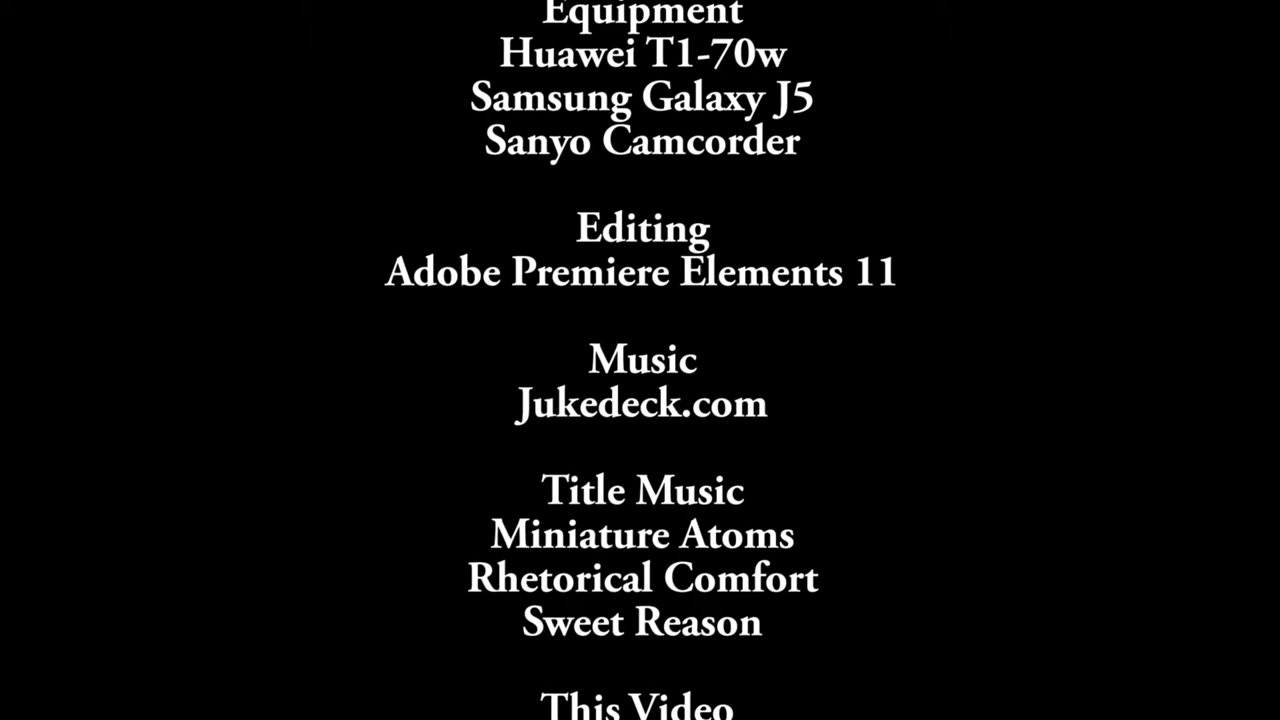 Equipment
Huawei T1-70w
Samsung Galaxy J5
Sanyo Camcorder
Editing
Adobe Premiere Elements 11
Music
Jukedeck.com
Title Music
Miniature Atoms
Rhetorical Comfort
Sweet Reason
This Video